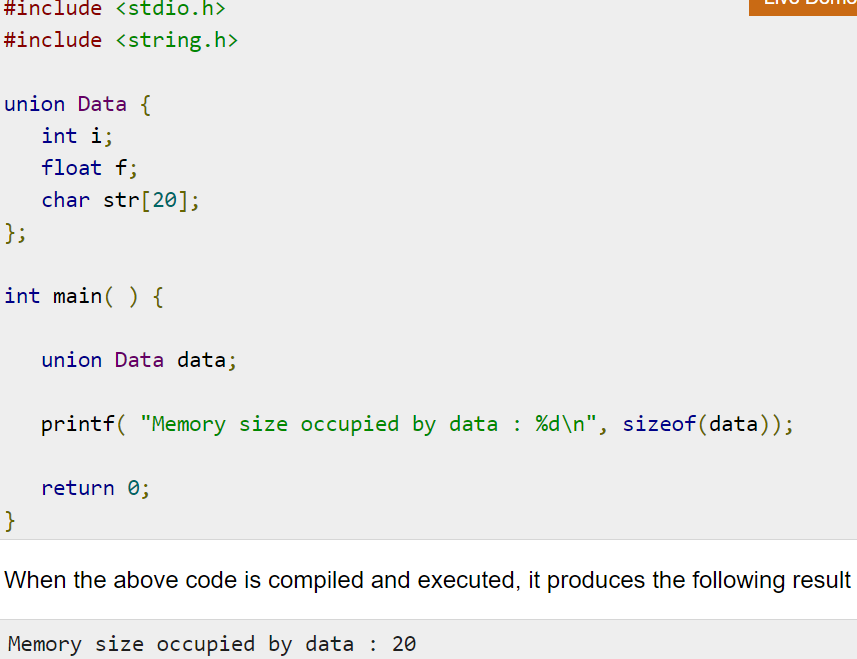 #include <stdio.h>
Live Demo
#include <string.h>
union Data {
int i;
float f;
char str[20];
};
int main( ) {
union Data data;
printf( "Memory size occupied by data : %d\n", sizeof(data));
return 0;
}
When the above code is compiled and executed, it produces the following result
Memory size occupied by data : 20